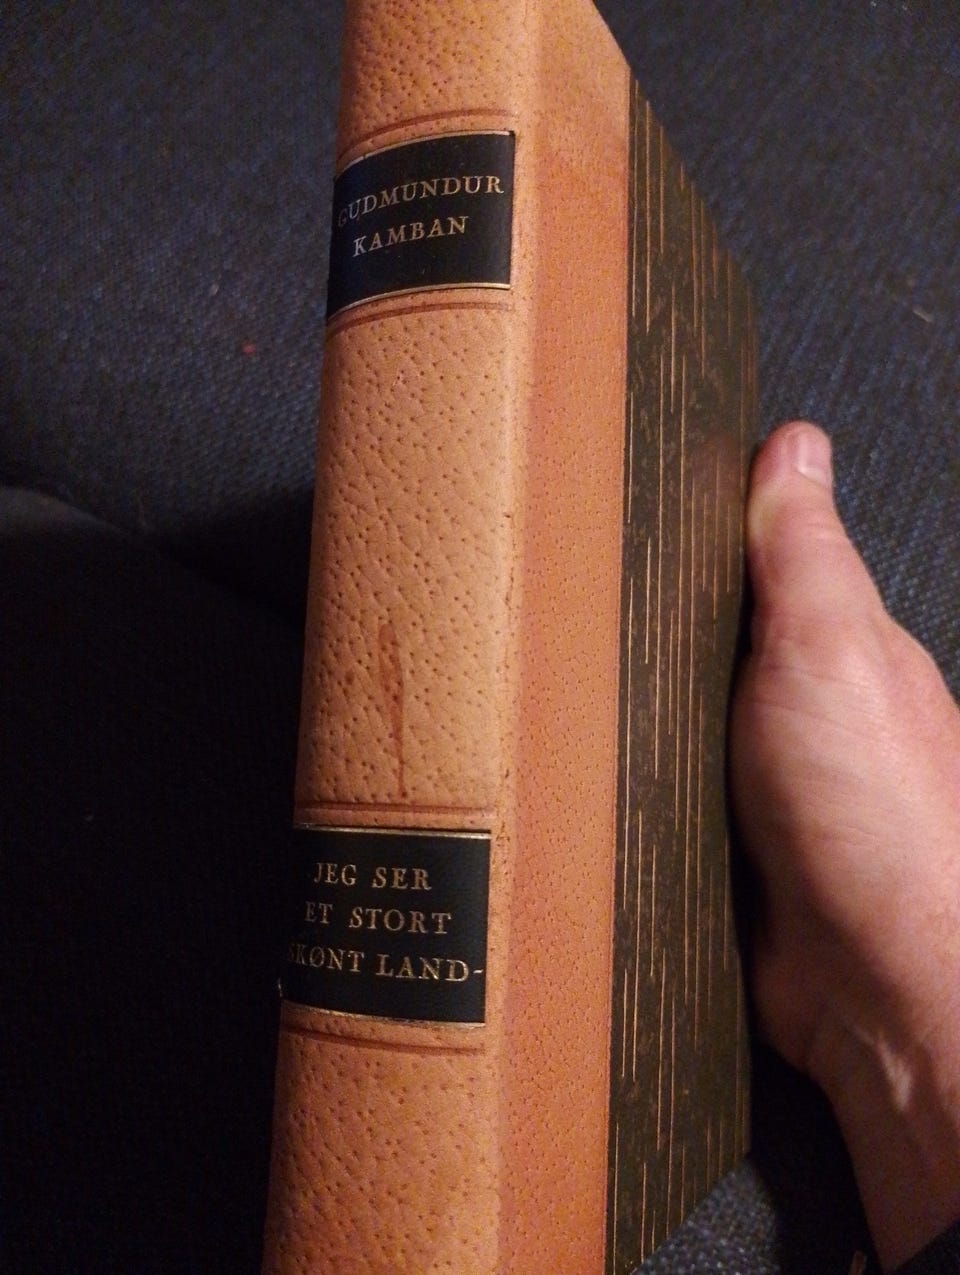 GUDMUNDUR
KAMBAN
JEG SER
ET STORT
SKØNT LAND-